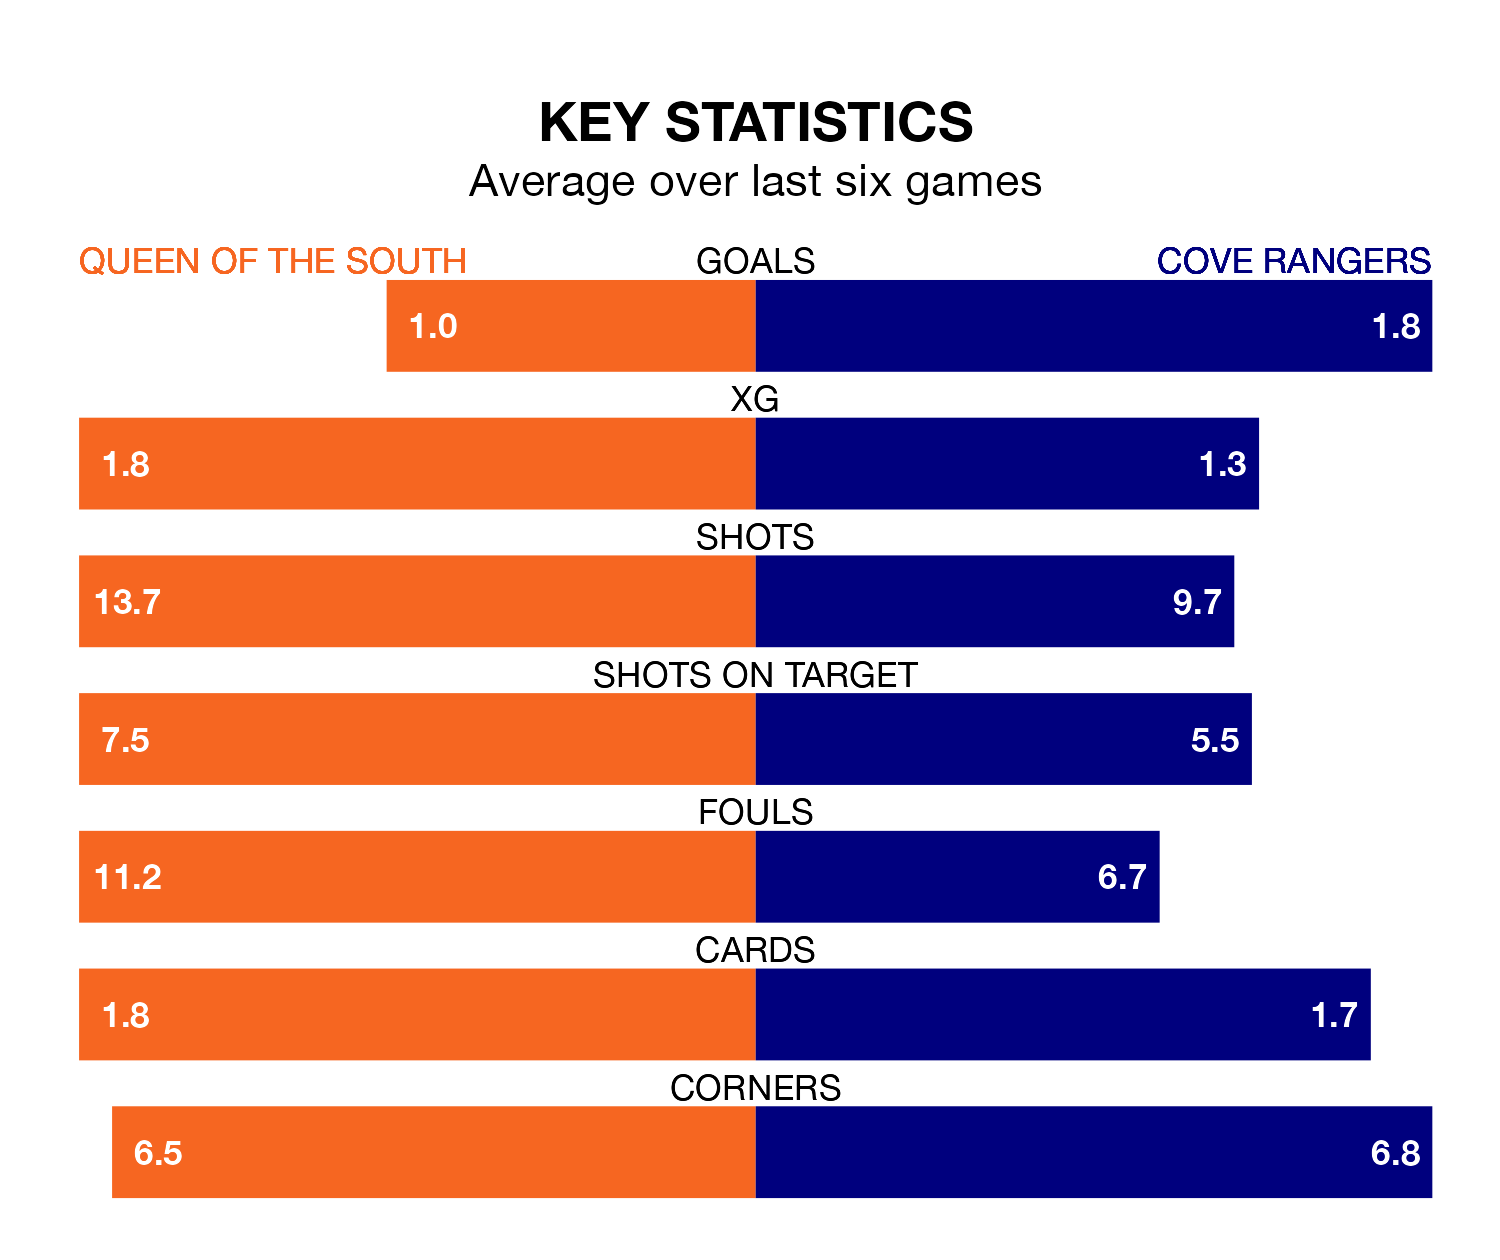 KEY STATISTICS
Average over last six games
QUEEN OF THE SOUTH GOALS COVE RANGERS
1.0 1.8
XG
1.8 1.3
SHOTS
13.7 9.7
SHOTS ON TARGET
7.5 5.5
FOULS
11.2 6.7
CARDS
1.8 1.7
CORNERS
6.5 6.8